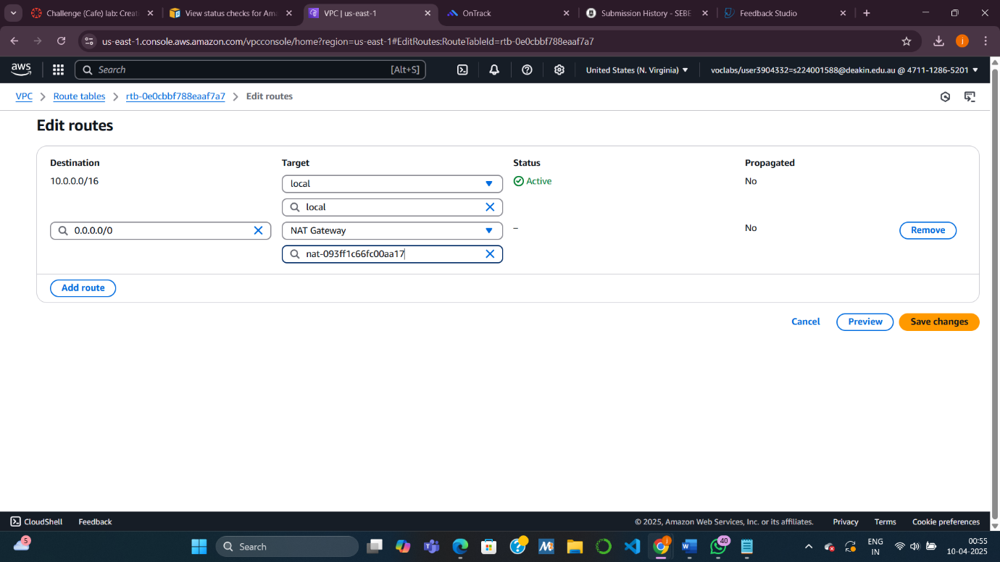 Challenge (Cafe) lab: Creati
View status checks for Ama
VPC | us-east-1
OnTrack
Submission History - SEBE
Feedback Studio
us-east-1.console.aws.amazon.com/vpcconsole/home?region=us-east-1#EditRoutes:RouteTableId=rtb-0e0cbbf788eaaf7a7
j
aws
Search
[Alt+S]
United States (N. Virginia)
voclabs/user3904332=s224001588@deakin.edu.au @ 4711-1286-5201
VPC > Route tables > rtb-0e0cbbf788eaaf7a7 > Edit routes
Edit routes
Destination Target Status Propagated
10.0.0.0/16 local Active No
local
0.0.0.0/0 NAT Gateway – No Remove
nat-093ff1c66fc00aa17
Add route
Cancel Preview Save changes
CloudShell Feedback © 2025, Amazon Web Services, Inc. or its affiliates. Privacy Terms Cookie preferences
5
Search
j
40
ENG
IN
00:55
10-04-2025